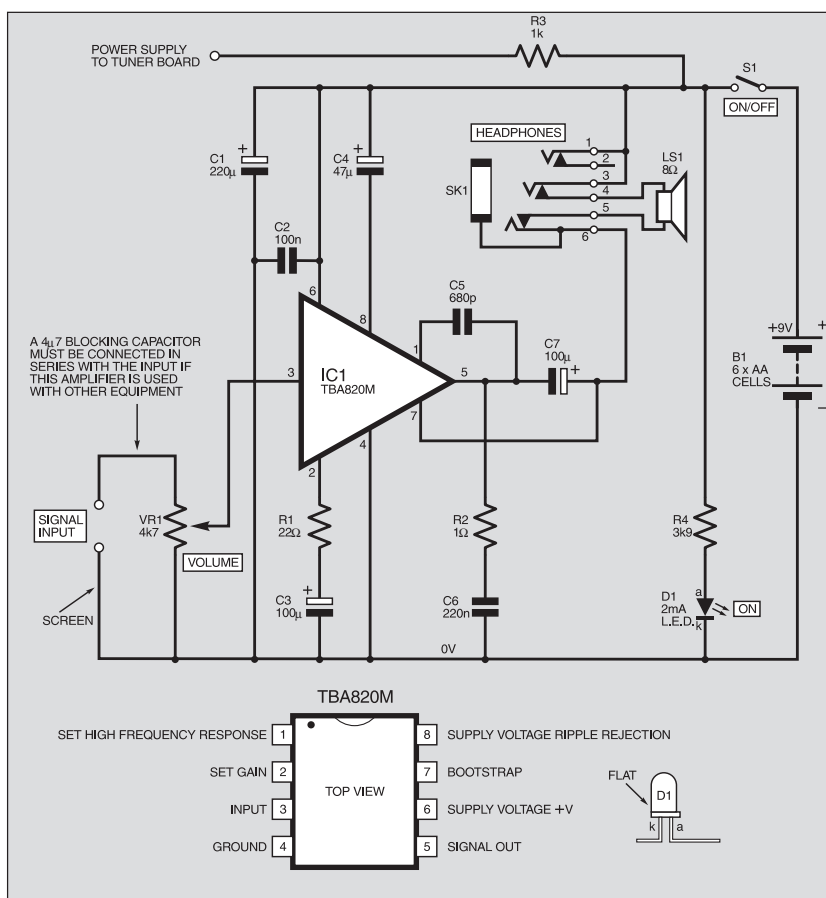 R3
1k
POWER SUPPLY
TO TUNER BOARD
S1
ON/OFF
HEADPHONES
+
C1
220µ
+
C4
47µ
1
2
3
4
5
6
SK1
LS1
8Ω
C2
100n
6
8
C5
680p
A 4µ7 BLOCKING CAPACITOR
MUST BE CONNECTED IN
SERIES WITH THE INPUT IF
THIS AMPLIFIER IS USED
WITH OTHER EQUIPMENT
3
IC1
TBA820M
1
5
7
4
2
C7
100µ
+
+9V
+
B1
6 x AA
CELLS
−
SIGNAL
INPUT
VR1
4k7
VOLUME
R1
22Ω
R2
1Ω
R4
3k9
SCREEN
+
C3
100µ
C6
220n
a
D1
2mA
L.E.D.
k
ON
0V
TBA820M
SET HIGH FREQUENCY RESPONSE 1
8 SUPPLY VOLTAGE RIPPLE REJECTION
SET GAIN 2
7 BOOTSTRAP
TOP VIEW
INPUT 3
6 SUPPLY VOLTAGE +V
GROUND 4
5 SIGNAL OUT
FLAT
D1
k
a